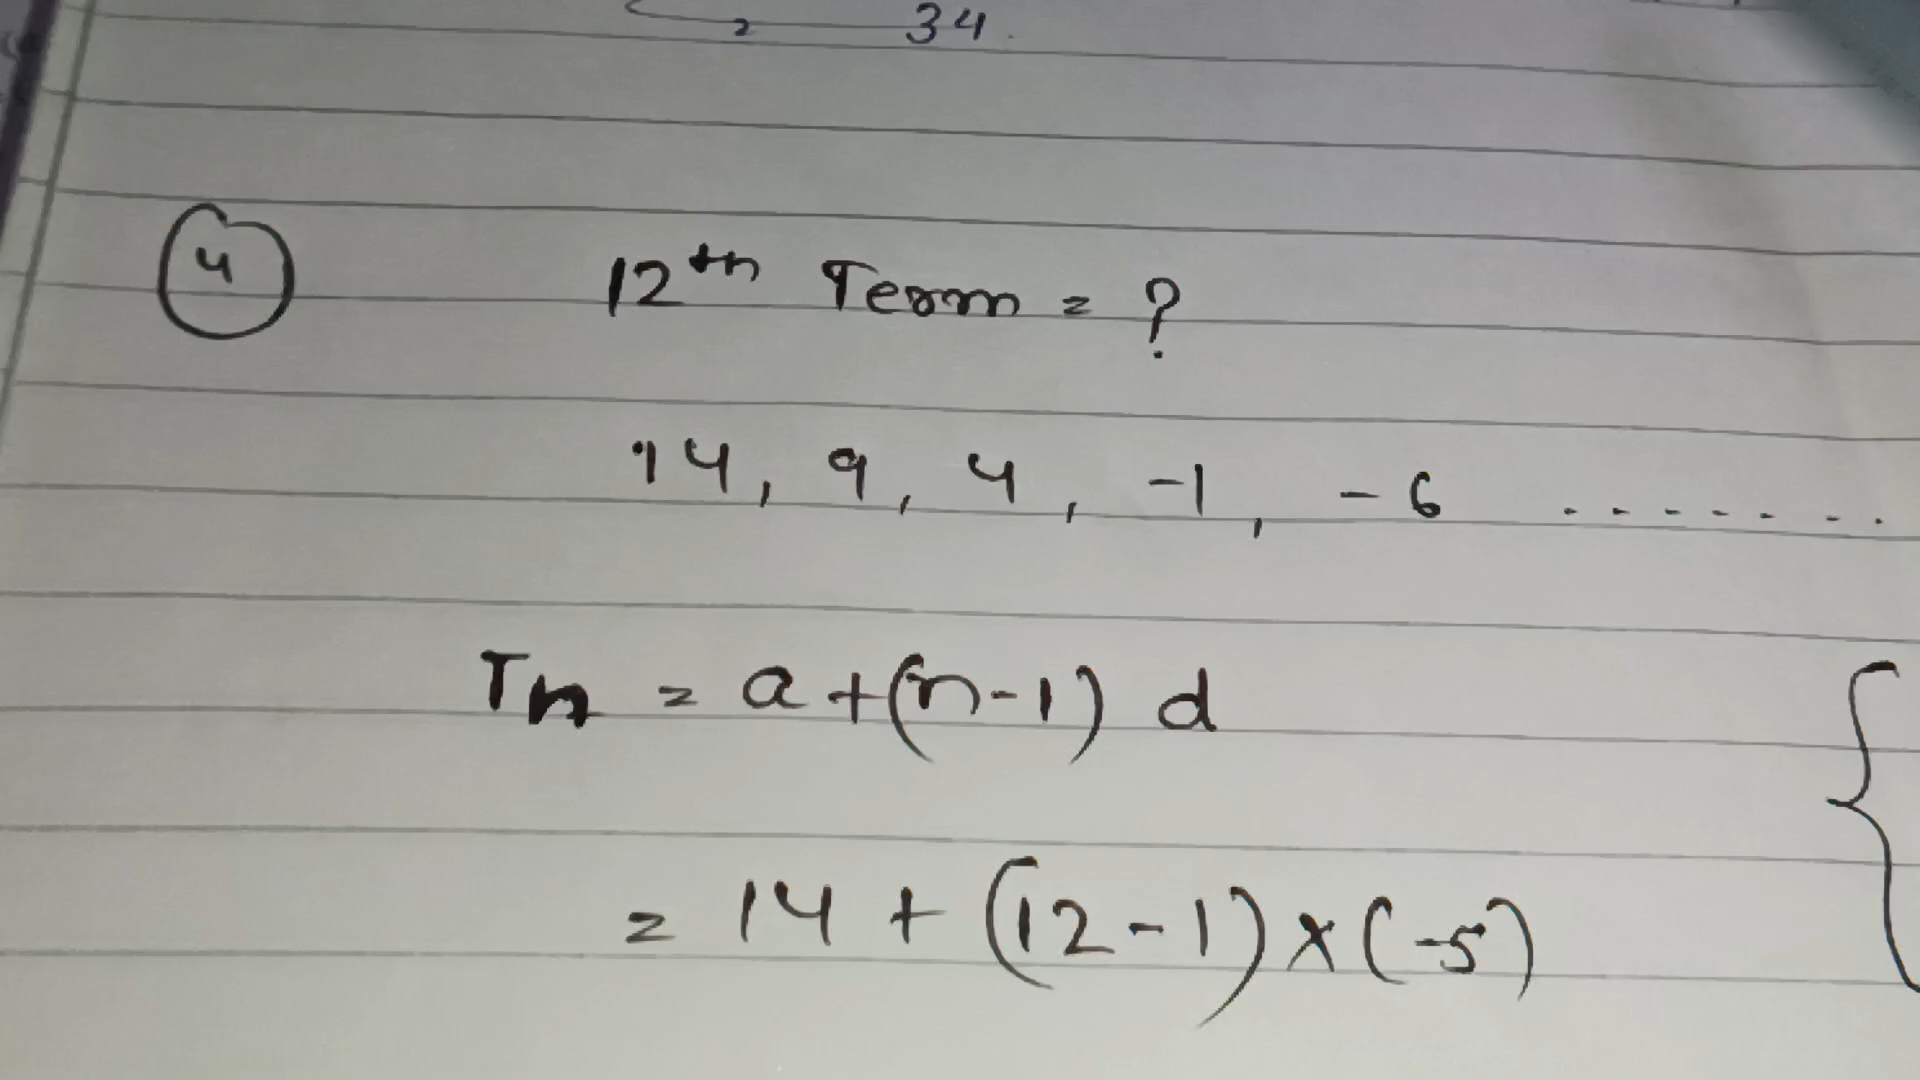 = 34.
4
12th Term = ?
14, 9, 4, -1, -6 ........
Tn = a+(n-1) d
= 14 + (12-1)×(-5)